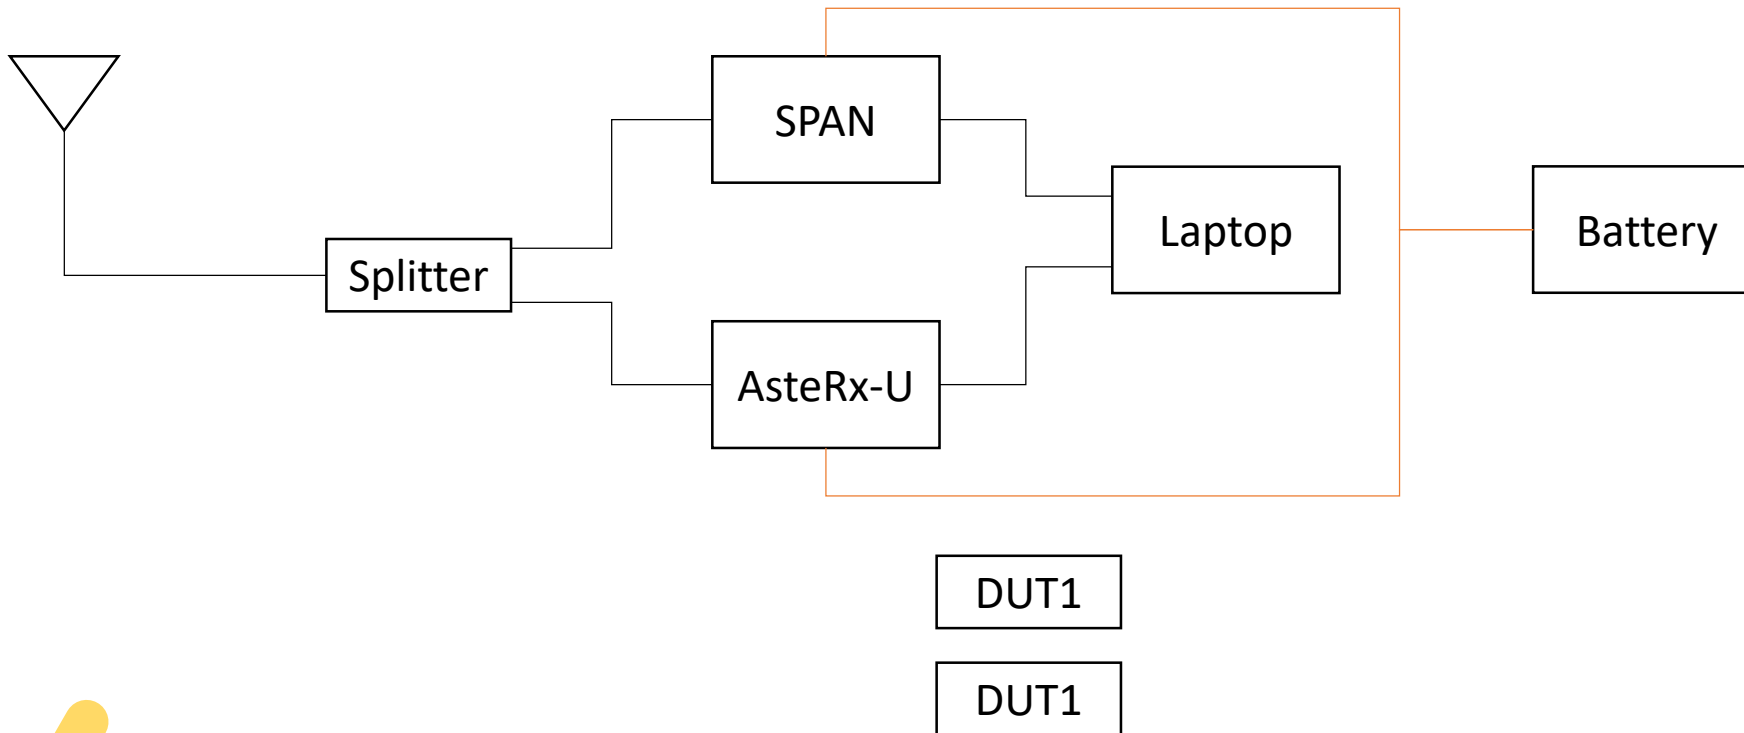 SPAN
Laptop
Battery
Splitter
AsteRx-U
DUT1
DUT1